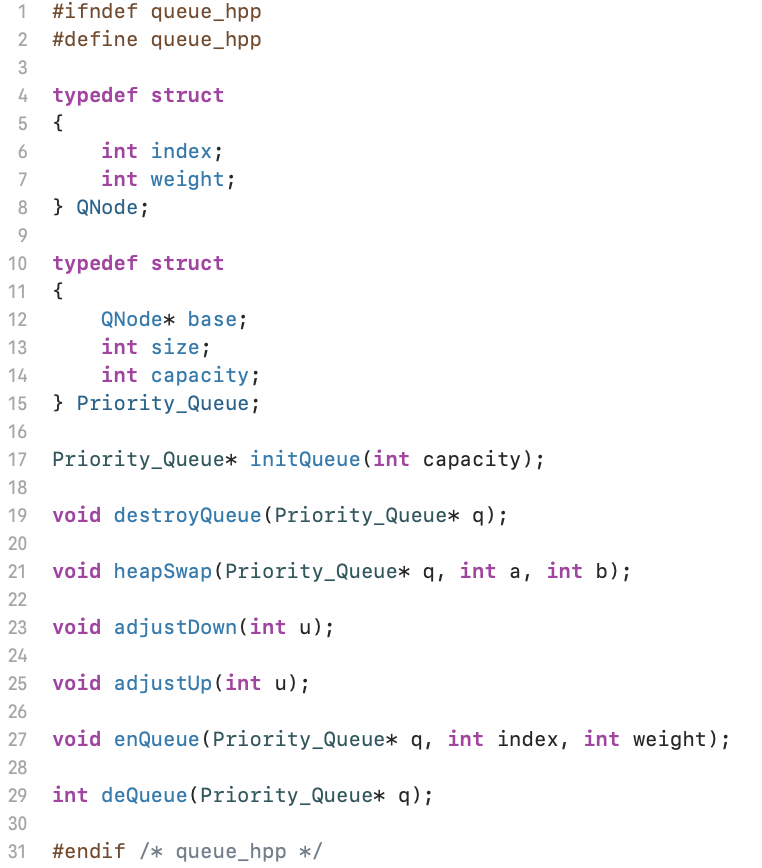 1 #ifndef queue_hpp
2 #define queue_hpp
3
4 typedef struct
5 {
6     int index;
7     int weight;
8 } QNode;
9
10 typedef struct
11 {
12     QNode* base;
13     int size;
14     int capacity;
15 } Priority_Queue;
16
17 Priority_Queue* initQueue(int capacity);
18
19 void destroyQueue(Priority_Queue* q);
20
21 void heapSwap(Priority_Queue* q, int a, int b);
22
23 void adjustDown(int u);
24
25 void adjustUp(int u);
26
27 void enQueue(Priority_Queue* q, int index, int weight);
28
29 int deQueue(Priority_Queue* q);
30
31 #endif /* queue_hpp */